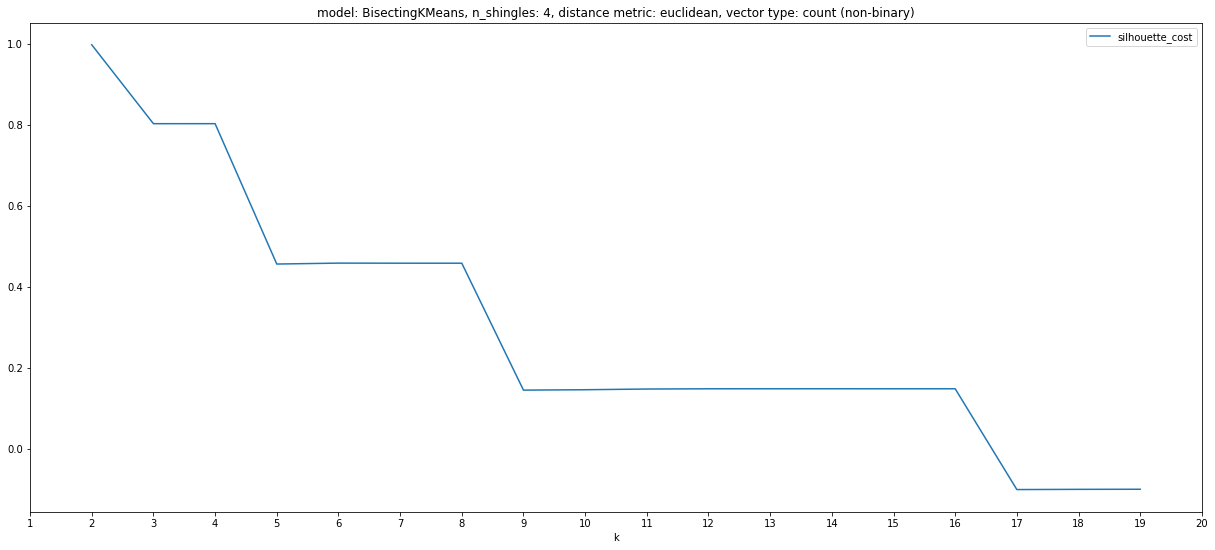 model: BisectingKMeans, n_shingles: 4, distance metric: euclidean, vector type: count (non-binary)
silhouette_cost
1.0
0.8
0.6
0.4
0.2
0.0
1 2 3 4 5 6 7 8 9 10 11 12 13 14 15 16 17 18 19 20
k